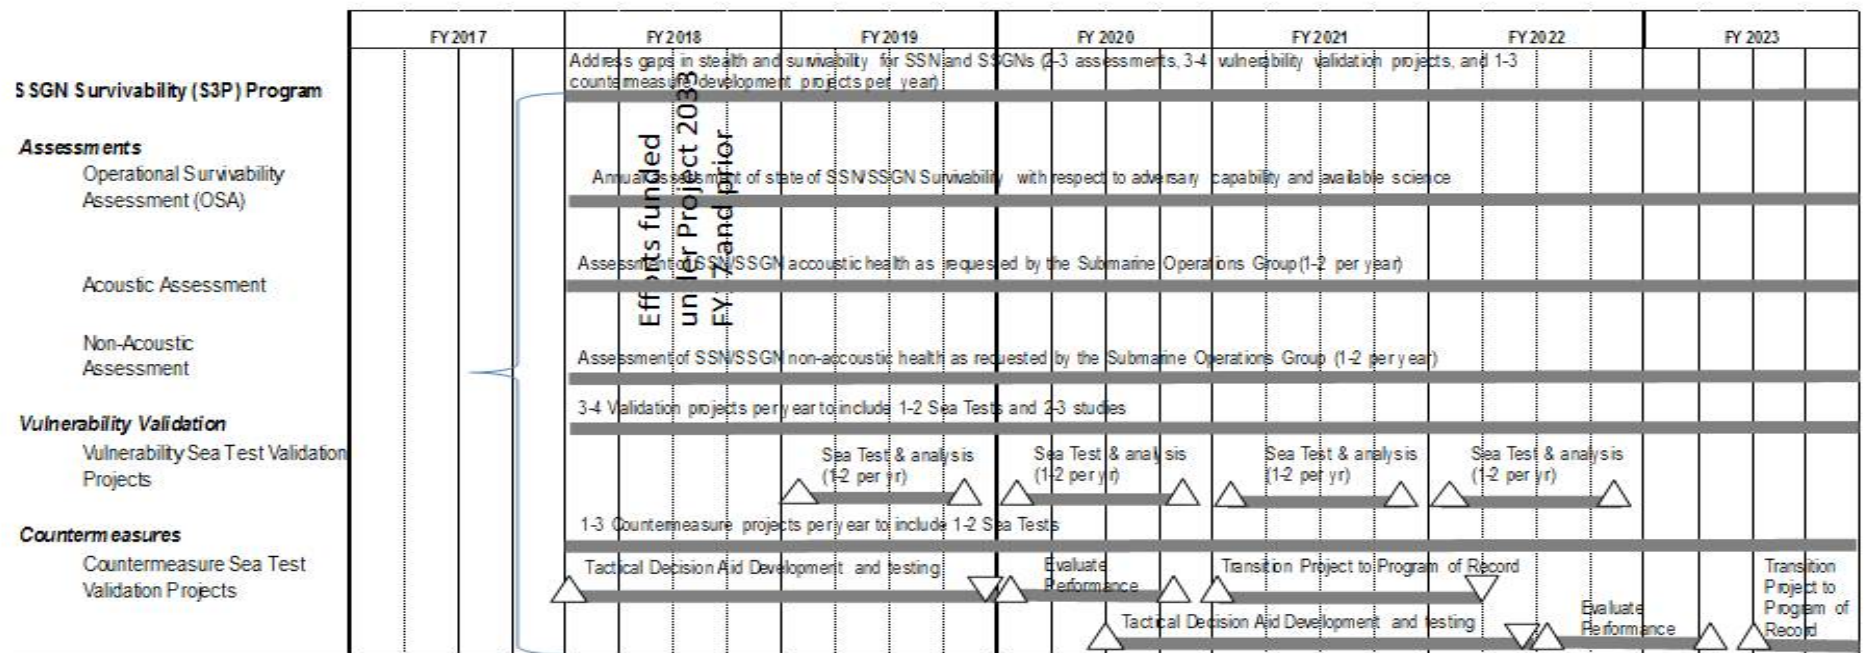 FY 2017 FY 2018 FY 2019 FY 2020 FY 2021 FY 2022 FY 2023
SSGN Survivability (S3P) Program
Address gaps in stealth and survivability for SSN and SSGNs (2-3 assessments, 3-4 vulnerability validation projects, and 1-3
countermeasure development projects per year)
Efforts funded
under Project 2033
FY17 and prior
Assessments
Operational Survivability
Assessment (OSA)
Annual assessment of state of SSN/SSGN Survivability with respect to adversary capability and available science
Acoustic Assessment
Assessment of SSN/SSGN accoustic health as requested by the Submarine Operations Group (1-2 per year)
Non-Acoustic
Assessment
Assessment of SSN/SSGN non-accoustic health as requested by the Submarine Operations Group (1-2 per year)
Vulnerability Validation
3-4 Validation projects per year to include 1-2 Sea Tests and 2-3 studies
Vulnerability Sea Test Validation
Projects
Sea Test & analysis
(1-2 per yr)
Sea Test & analysis
(1-2 per yr)
Sea Test & analysis
(1-2 per yr)
Sea Test & analysis
(1-2 per yr)
Countermeasures
1-3 Countermeasure projects per year to include 1-2 Sea Tests
Countermeasure Sea Test
Validation Projects
Tactical Decision Aid Development and testing
Evaluate
Performance
Transition Project to Program of Record
Tactical Decision Aid Development and testing
Evaluate
Performance
Transition
Project to
Program of
Record